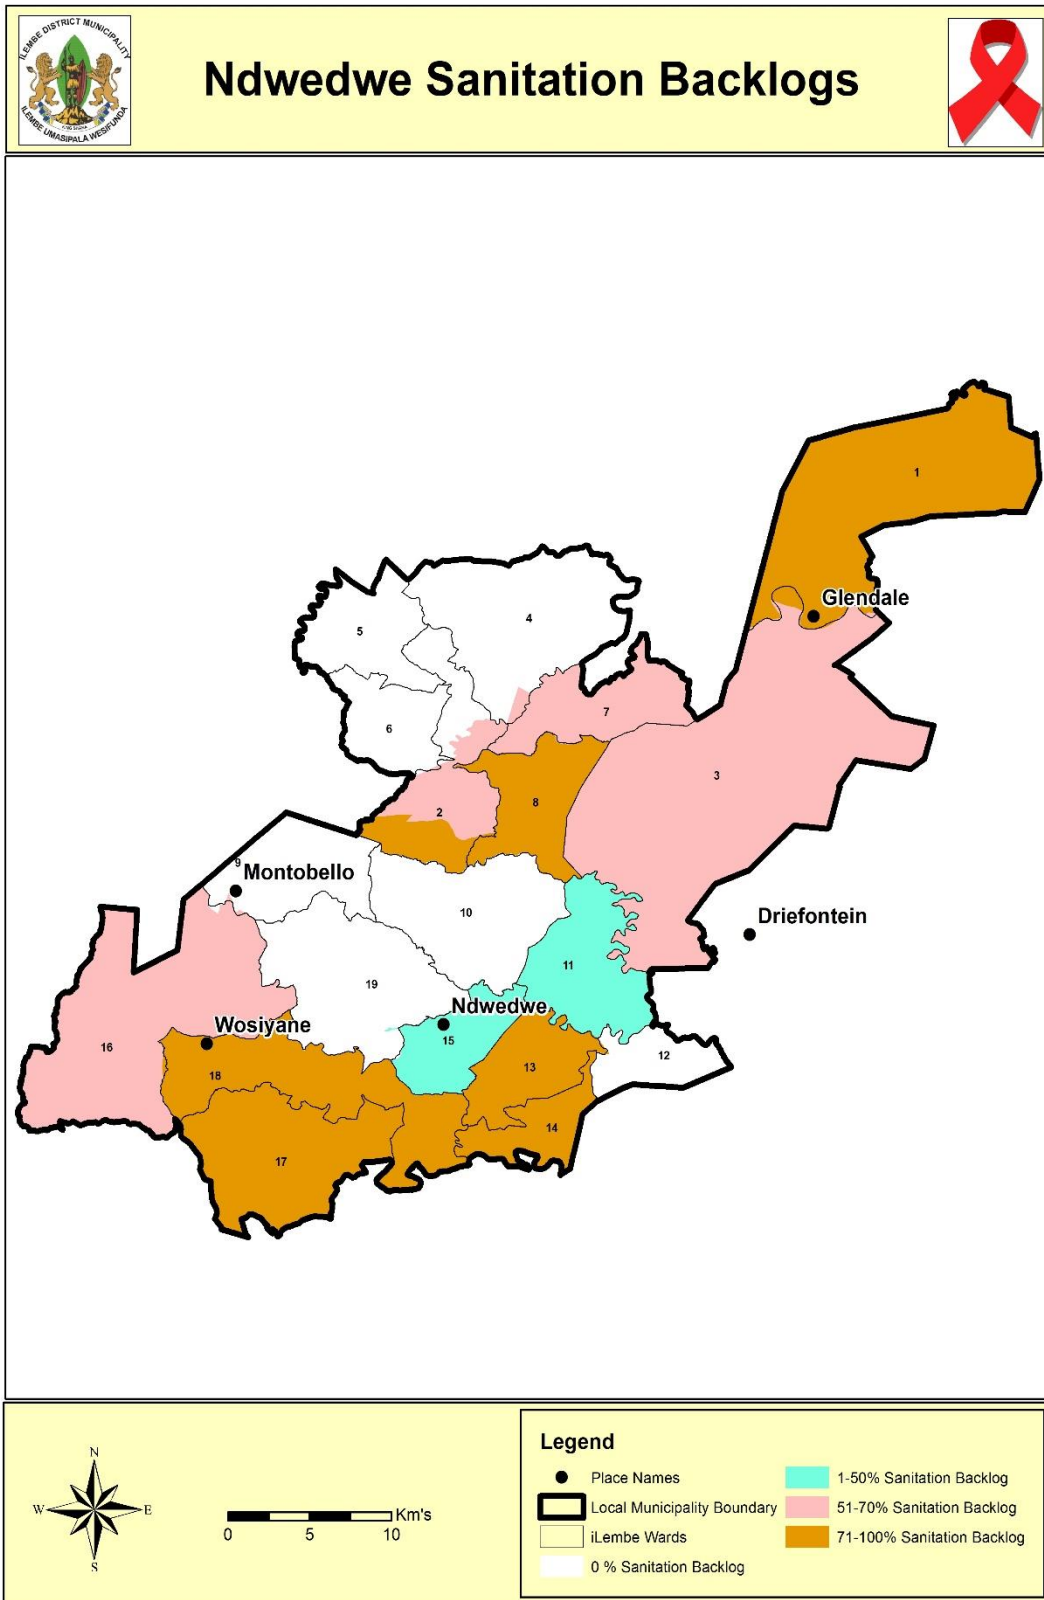 ILEMBE DISTRICT MUNICIPALITY
KING SHAKA
ILEMBE UMASIPALA WESIFUNDA
Ndwedwe Sanitation Backlogs
1
Glendale
5
4
6
7
3
2
8
9
Montobello
10
Driefontein
11
19
Ndwedwe
Wosiyane
15
16
12
18
13
14
17
N
W
E
S
Km's
0
5
10
Legend
Place Names
Local Municipality Boundary
iLembe Wards
0 % Sanitation Backlog
1-50% Sanitation Backlog
51-70% Sanitation Backlog
71-100% Sanitation Backlog